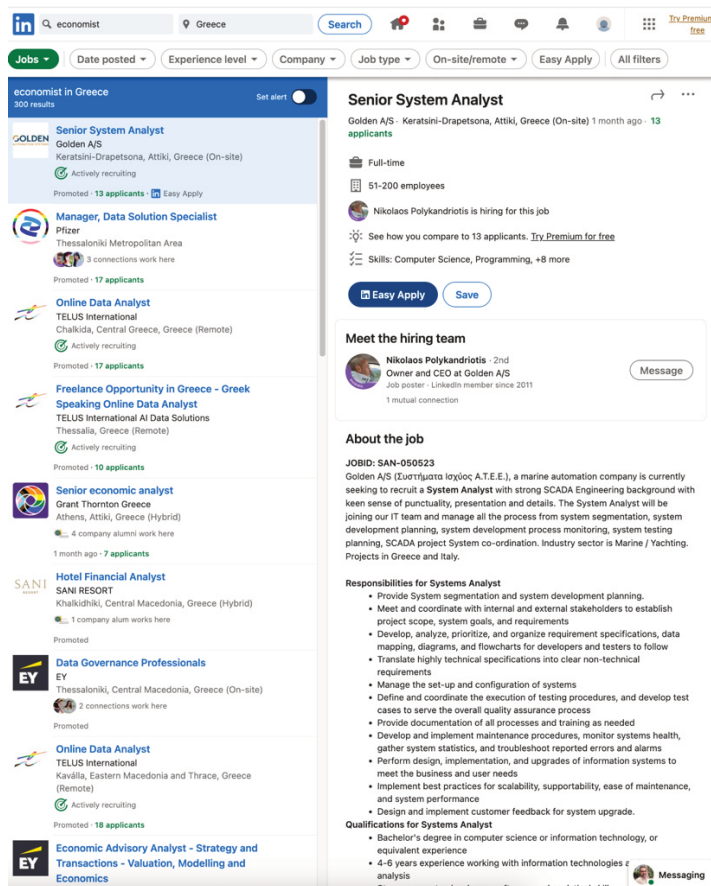 in
economist
Greece
Search
Try Premium
free
Jobs
Date posted
Experience level
Company
Job type
On-site/remote
Easy Apply
All filters
economist in Greece
300 results
Set alert
GOLDEN
Senior System Analyst
Golden A/S
Keratsini-Drapetsona, Attiki, Greece (On-site)
Actively recruiting
Promoted · 13 applicants · in Easy Apply
Manager, Data Solution Specialist
Pfizer
Thessaloniki Metropolitan Area
3 connections work here
Promoted · 17 applicants
Online Data Analyst
TELUS International
Chalkida, Central Greece, Greece (Remote)
Actively recruiting
Promoted · 17 applicants
Freelance Opportunity in Greece - Greek
Speaking Online Data Analyst
TELUS International AI Data Solutions
Thessalia, Greece (Remote)
Actively recruiting
Promoted · 10 applicants
Senior economic analyst
Grant Thornton Greece
Athens, Attiki, Greece (Hybrid)
4 company alumni work here
1 month ago · 7 applicants
SANI
RESORT
Hotel Financial Analyst
SANI RESORT
Khalkidhiki, Central Macedonia, Greece (Hybrid)
1 company alum works here
Promoted
EY
Data Governance Professionals
EY
Thessaloniki, Central Macedonia, Greece (On-site)
2 connections work here
Promoted
Online Data Analyst
TELUS International
Kaválla, Eastern Macedonia and Thrace, Greece
(Remote)
Actively recruiting
Promoted · 18 applicants
EY
Economic Advisory Analyst - Strategy and
Transactions - Valuation, Modelling and
Economics
Senior System Analyst
Golden A/S · Keratsini-Drapetsona, Attiki, Greece (On-site) 1 month ago · 13
applicants
Full-time
51-200 employees
Nikolaos Polykandriotis is hiring for this job
See how you compare to 13 applicants. Try Premium for free
Skills: Computer Science, Programming, +8 more
in Easy Apply
Save
Meet the hiring team
Nikolaos Polykandriotis · 2nd
Owner and CEO at Golden A/S
Job poster · LinkedIn member since 2011
1 mutual connection
Message
About the job
JOBID: SAN-050523
Golden A/S (Συστήματα Ισχύος Α.Τ.Ε.Ε.), a marine automation company is currently
seeking to recruit a System Analyst with strong SCADA Engineering background with
keen sense of punctuality, presentation and details. The System Analyst will be
joining our IT team and manage all the process from system segmentation, system
development planning, system development process monitoring, system testing
planning, SCADA project System co-ordination. Industry sector is Marine / Yachting.
Projects in Greece and Italy.
Responsibilities for Systems Analyst
• Provide System segmentation and system development planning.
• Meet and coordinate with internal and external stakeholders to establish
project scope, system goals, and requirements
• Develop, analyze, prioritize, and organize requirement specifications, data
mapping, diagrams, and flowcharts for developers and testers to follow
• Translate highly technical specifications into clear non-technical
requirements
• Manage the set-up and configuration of systems
• Define and coordinate the execution of testing procedures, and develop test
cases to serve the overall quality assurance process
• Provide documentation of all processes and training as needed
• Develop and implement maintenance procedures, monitor systems health,
gather system statistics, and troubleshoot reported errors and alarms
• Perform design, implementation, and upgrades of information systems to
meet the business and user needs
• Implement best practices for scalability, supportability, ease of maintenance,
and system performance
• Design and implement customer feedback for system upgrade.
Qualifications for Systems Analyst
• Bachelor's degree in computer science or information technology, or
equivalent experience
• 4-6 years experience working with information technologies
analysis
Messaging